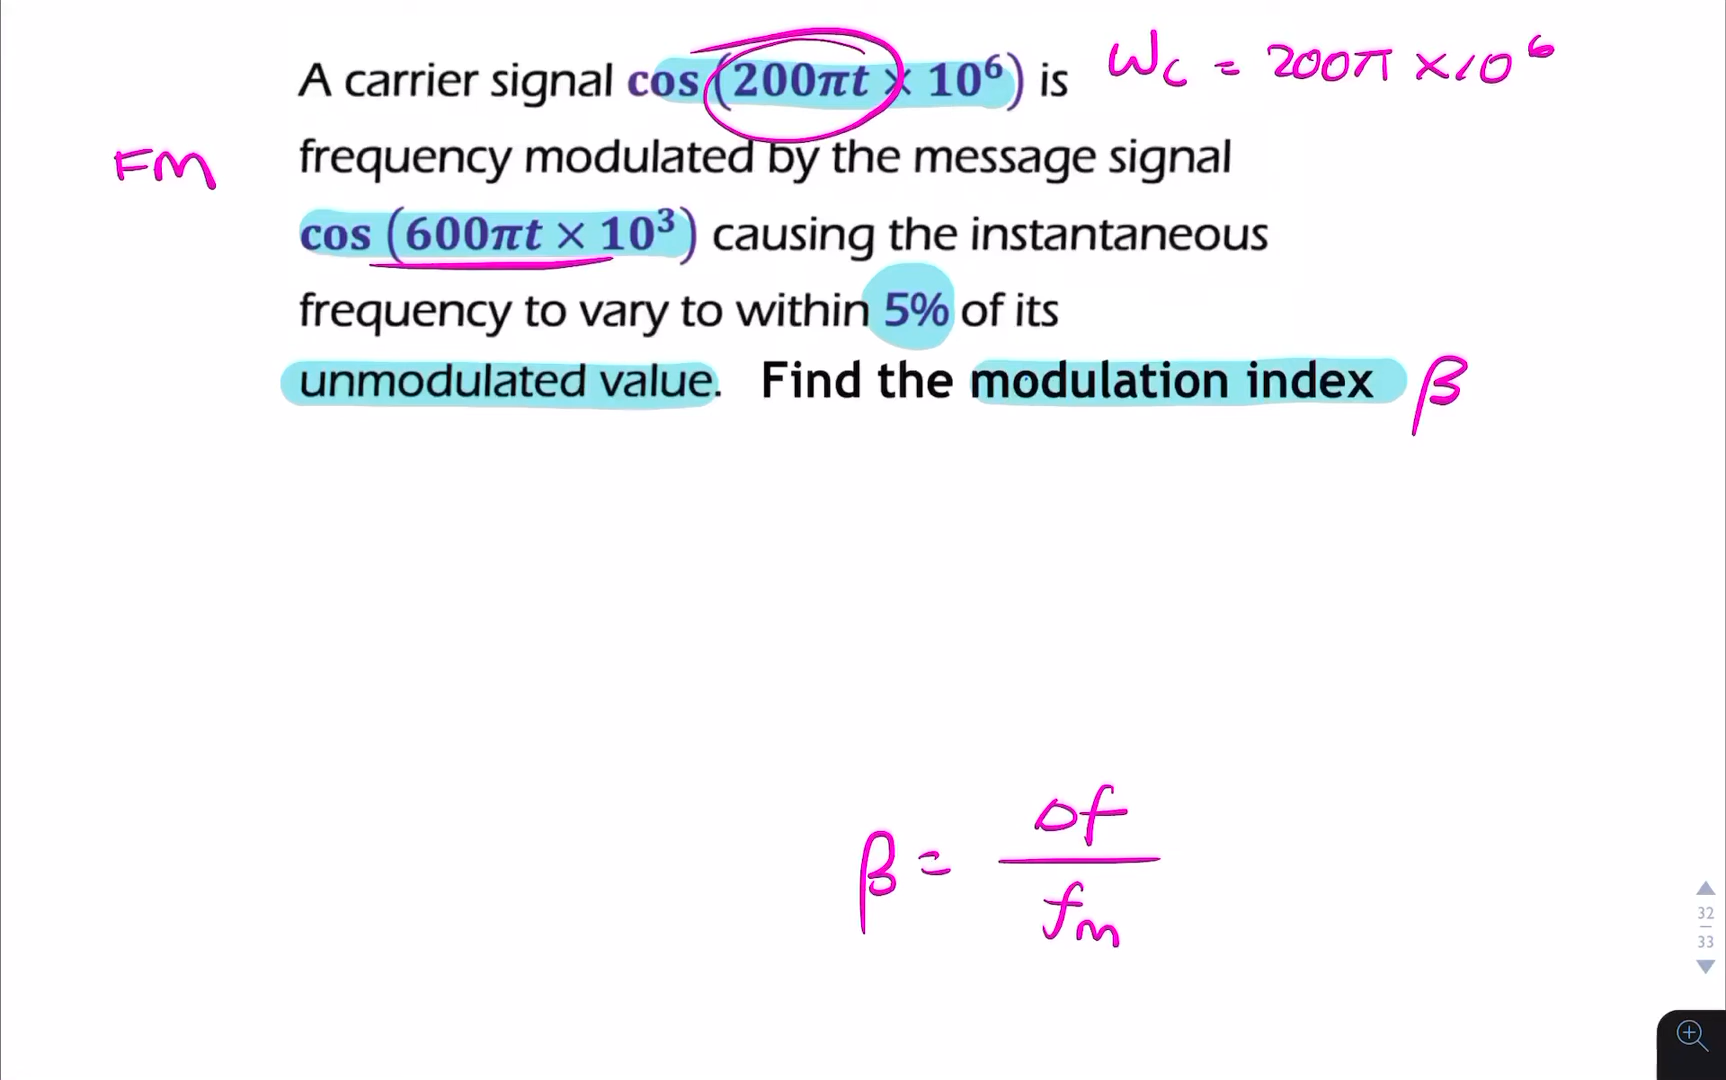 A carrier signal cos (200πt × 10⁶) is
ωc = 200π × 10⁶
FM
frequency modulated by the message signal
cos (600πt × 10³) causing the instantaneous
frequency to vary to within 5% of its
unmodulated value. Find the modulation index
β
β = Δf / fm
32
33